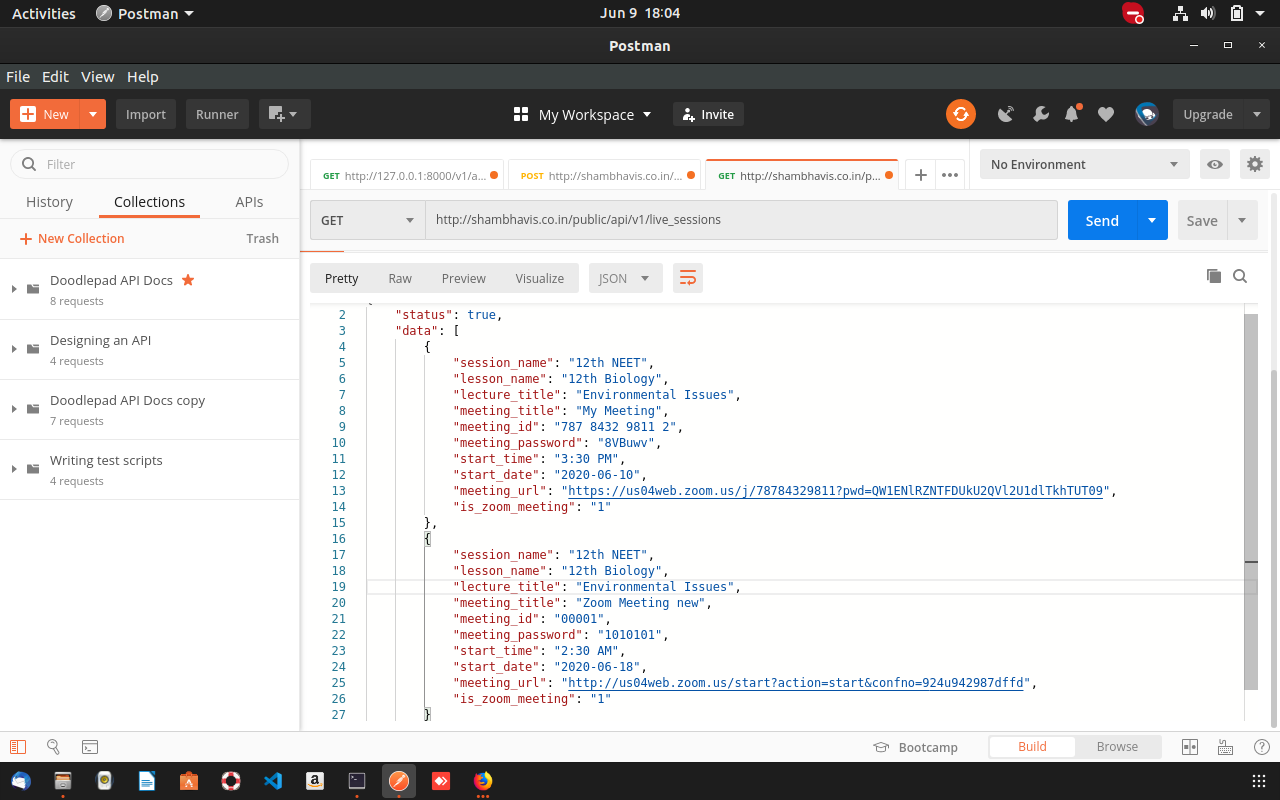 Activities Postman Jun 9 18:04
Postman
File Edit View Help
New Import Runner My Workspace Invite Upgrade
Filter
History Collections APIs
New Collection Trash
Doodlepad API Docs
8 requests
Designing an API
4 requests
Doodlepad API Docs copy
7 requests
Writing test scripts
4 requests
GET http://127.0.0.1:8000/v1/a... POST http://shambhavis.co.in/... GET http://shambhavis.co.in/p... No Environment
GET http://shambhavis.co.in/public/api/v1/live_sessions Send Save
Pretty Raw Preview Visualize JSON
2 "status": true,
3 "data": [
4 {
5 "session_name": "12th NEET",
6 "lesson_name": "12th Biology",
7 "lecture_title": "Environmental Issues",
8 "meeting_title": "My Meeting",
9 "meeting_id": "787 8432 9811 2",
10 "meeting_password": "8VBuwv",
11 "start_time": "3:30 PM",
12 "start_date": "2020-06-10",
13 "meeting_url": "https://us04web.zoom.us/j/78784329811?pwd=QW1ENlRZNTFDUkU2QVl2U1dlTkhTUT09",
14 "is_zoom_meeting": "1"
15 },
16 {
17 "session_name": "12th NEET",
18 "lesson_name": "12th Biology",
19 "lecture_title": "Environmental Issues",
20 "meeting_title": "Zoom Meeting new",
21 "meeting_id": "00001",
22 "meeting_password": "1010101",
23 "start_time": "2:30 AM",
24 "start_date": "2020-06-18",
25 "meeting_url": "http://us04web.zoom.us/start?action=start&confno=924u942987dffd",
26 "is_zoom_meeting": "1"
27 }
Bootcamp Build Browse